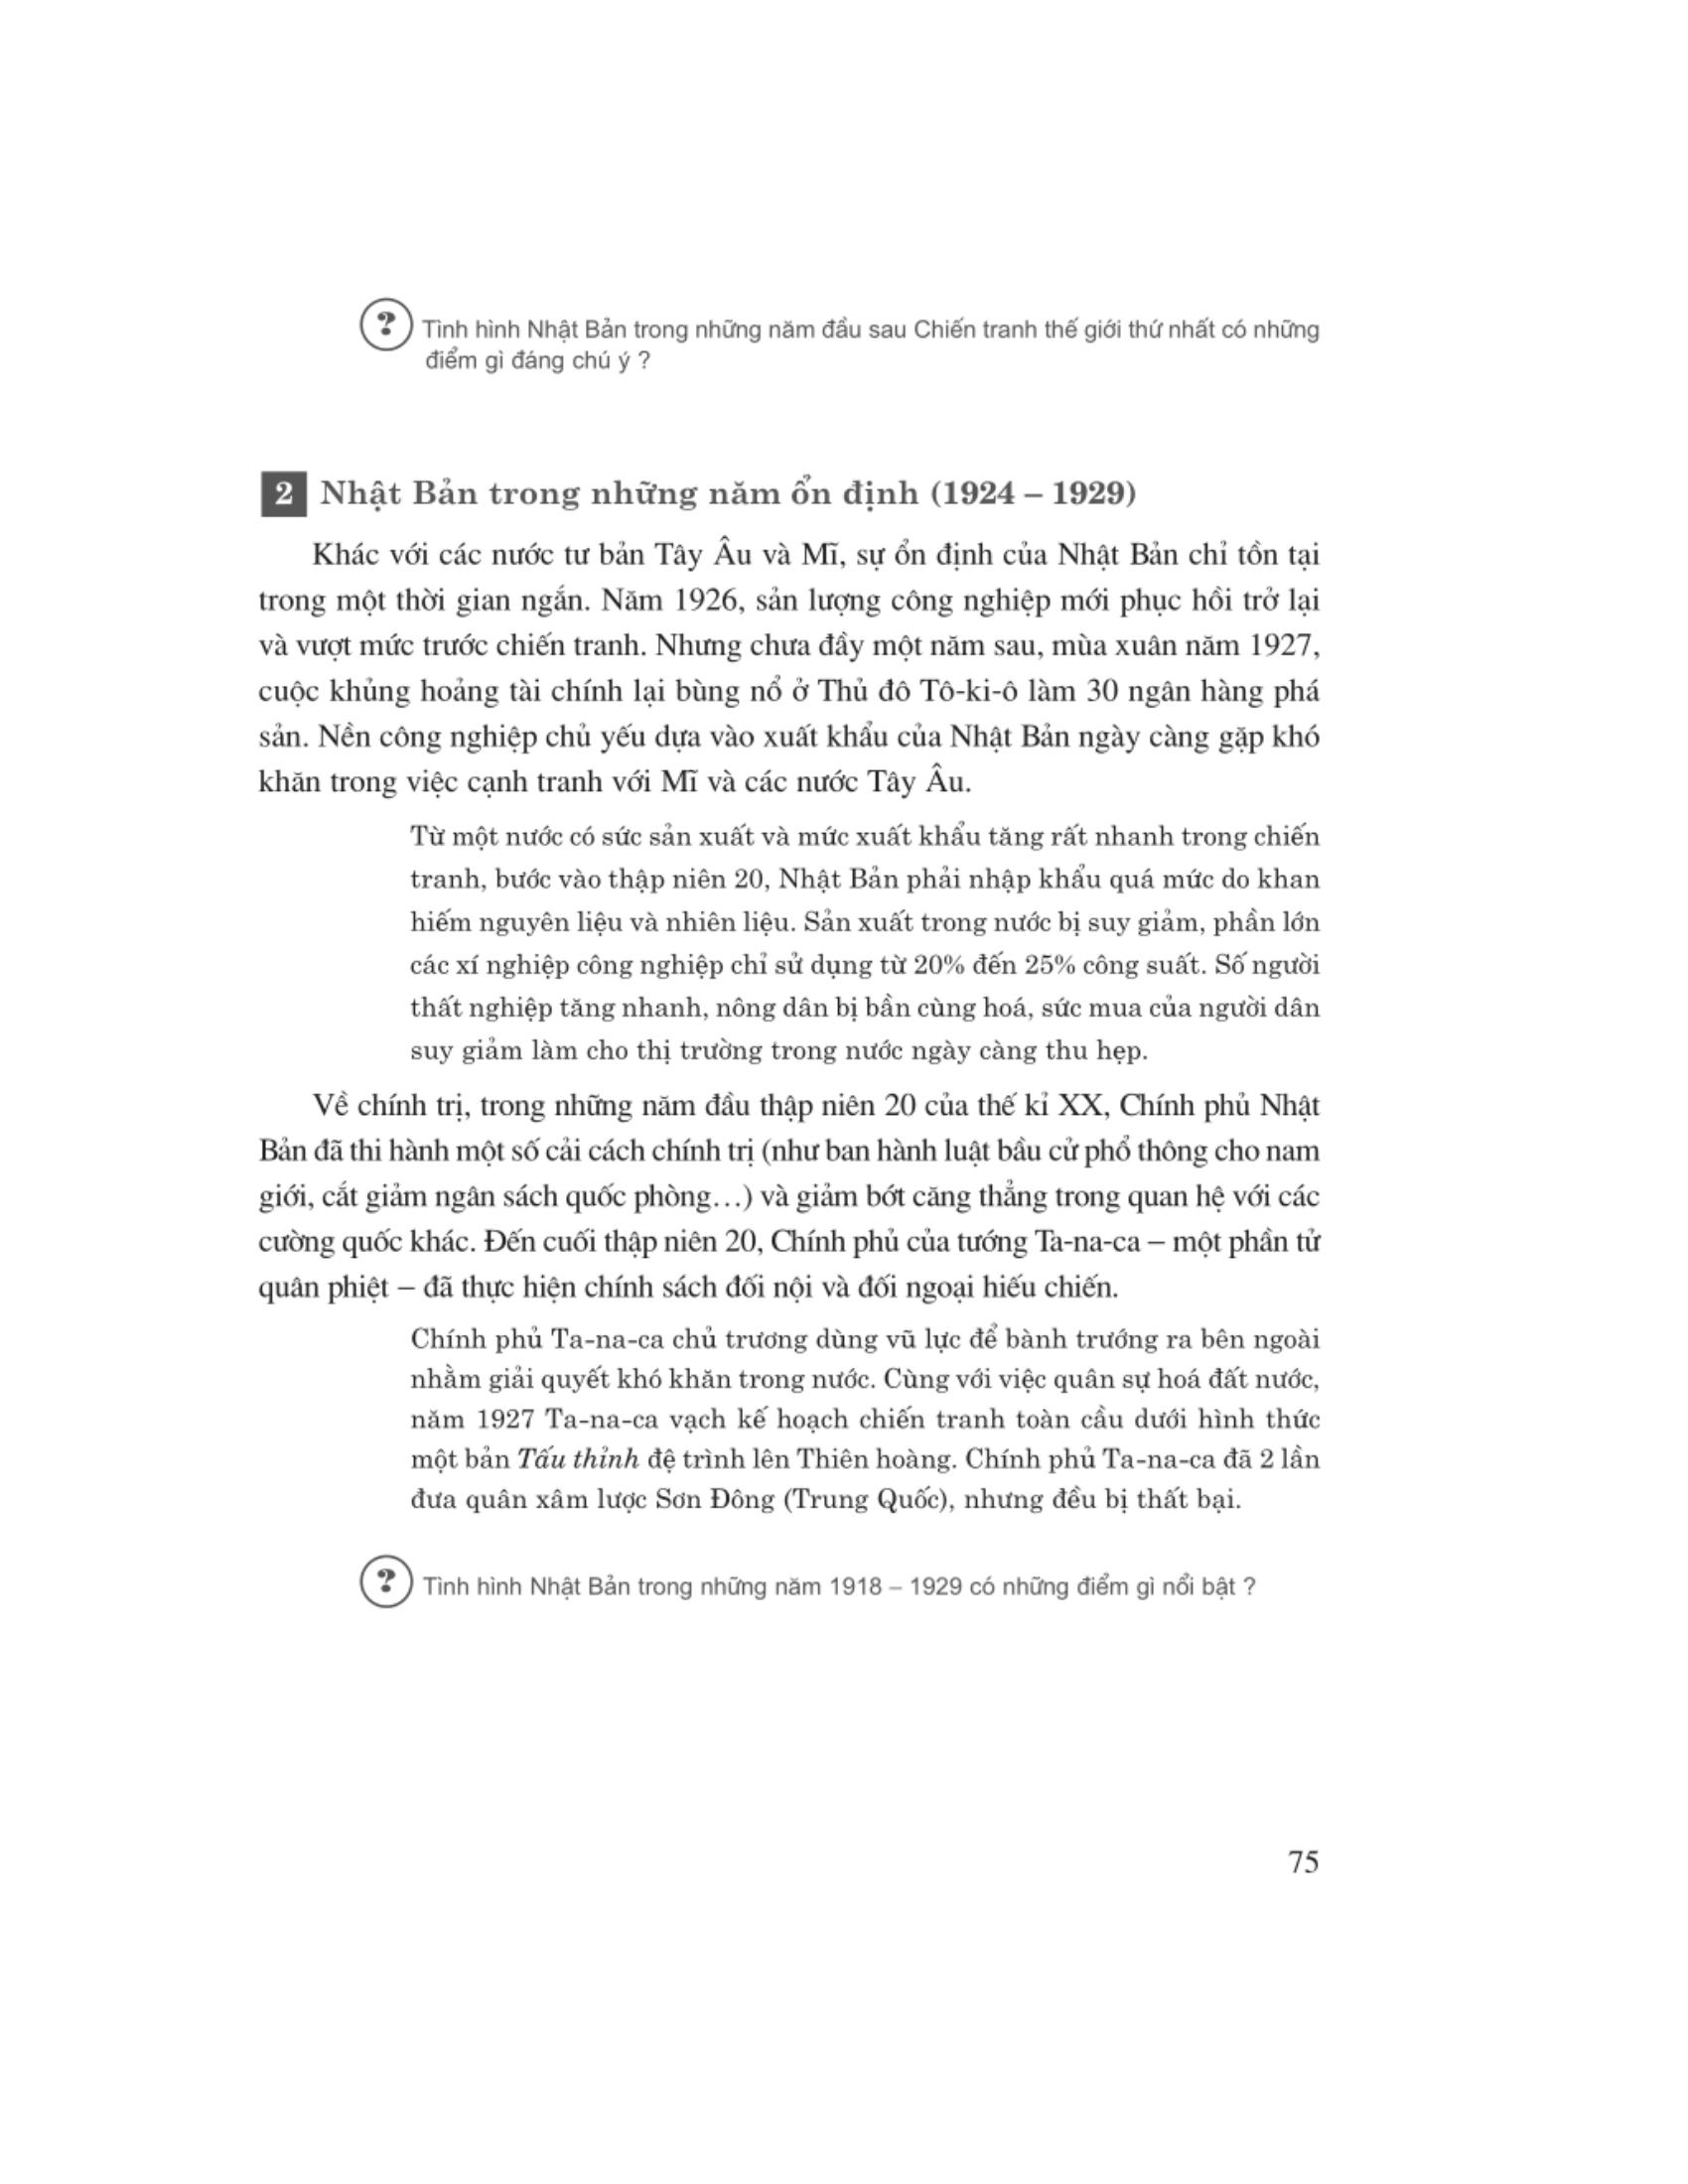 ? Tình hình Nhật Bản trong những năm đầu sau Chiến tranh thế giới thứ nhất có những
điểm gì đáng chú ý ?
2 Nhật Bản trong những năm ổn định (1924 – 1929)
Khác với các nước tư bản Tây Âu và Mĩ, sự ổn định của Nhật Bản chỉ tồn tại
trong một thời gian ngắn. Năm 1926, sản lượng công nghiệp mới phục hồi trở lại
và vượt mức trước chiến tranh. Nhưng chưa đầy một năm sau, mùa xuân năm 1927,
cuộc khủng hoảng tài chính lại bùng nổ ở Thủ đô Tô-ki-ô làm 30 ngân hàng phá
sản. Nền công nghiệp chủ yếu dựa vào xuất khẩu của Nhật Bản ngày càng gặp khó
khăn trong việc cạnh tranh với Mĩ và các nước Tây Âu.
Từ một nước có sức sản xuất và mức xuất khẩu tăng rất nhanh trong chiến
tranh, bước vào thập niên 20, Nhật Bản phải nhập khẩu quá mức do khan
hiếm nguyên liệu và nhiên liệu. Sản xuất trong nước bị suy giảm, phần lớn
các xí nghiệp công nghiệp chỉ sử dụng từ 20% đến 25% công suất. Số người
thất nghiệp tăng nhanh, nông dân bị bần cùng hoá, sức mua của người dân
suy giảm làm cho thị trường trong nước ngày càng thu hẹp.
Về chính trị, trong những năm đầu thập niên 20 của thế kỉ XX, Chính phủ Nhật
Bản đã thi hành một số cải cách chính trị (như ban hành luật bầu cử phổ thông cho nam
giới, cắt giảm ngân sách quốc phòng…) và giảm bớt căng thẳng trong quan hệ với các
cường quốc khác. Đến cuối thập niên 20, Chính phủ của tướng Ta-na-ca – một phần tử
quân phiệt – đã thực hiện chính sách đối nội và đối ngoại hiếu chiến.
Chính phủ Ta-na-ca chủ trương dùng vũ lực để bành trướng ra bên ngoài
nhằm giải quyết khó khăn trong nước. Cùng với việc quân sự hoá đất nước,
năm 1927 Ta-na-ca vạch kế hoạch chiến tranh toàn cầu dưới hình thức
một bản Tấu thỉnh đệ trình lên Thiên hoàng. Chính phủ Ta-na-ca đã 2 lần
đưa quân xâm lược Sơn Đông (Trung Quốc), nhưng đều bị thất bại.
? Tình hình Nhật Bản trong những năm 1918 – 1929 có những điểm gì nổi bật ?
75